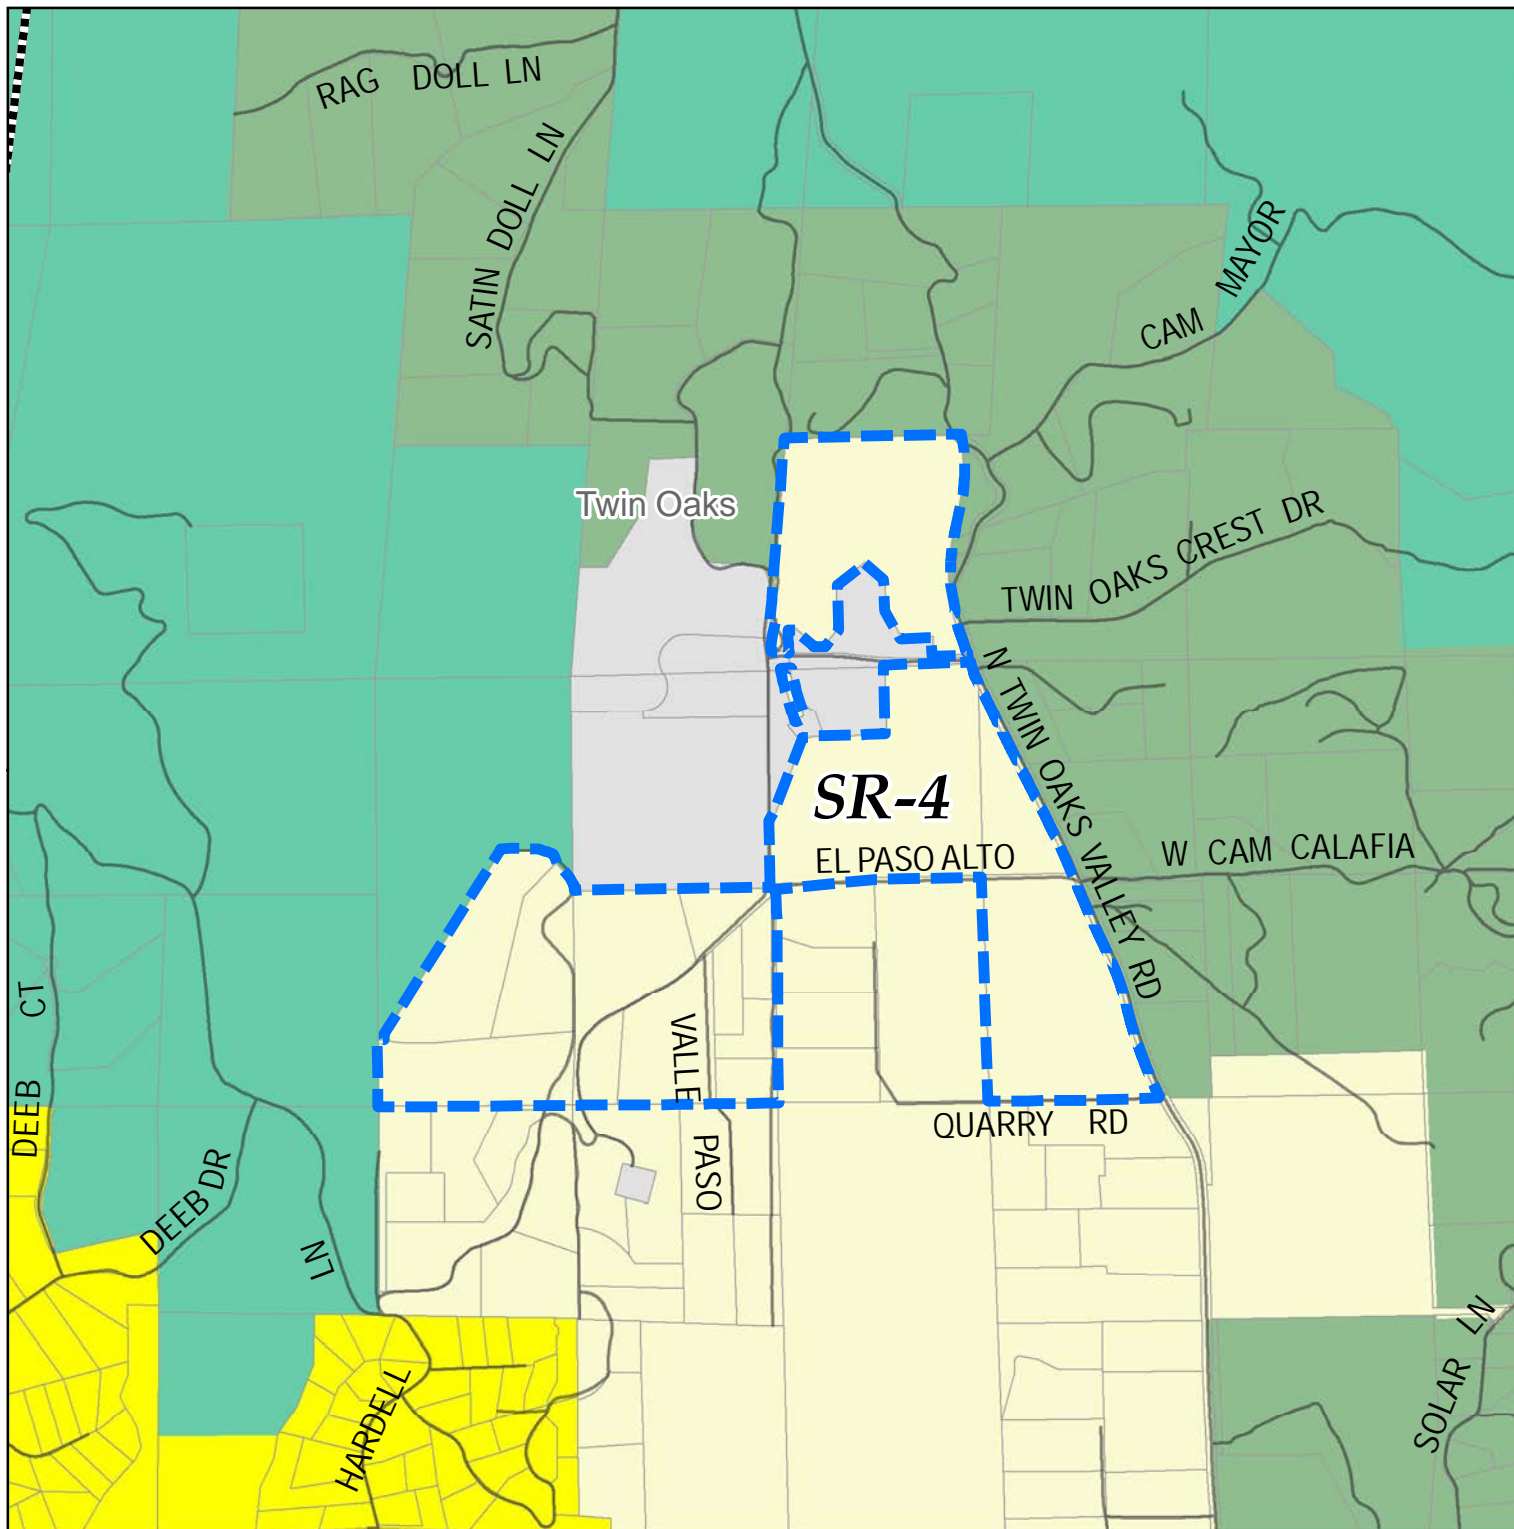 RAG DOLL LN
SATIN DOLL LN
CAM MAYOR
Twin Oaks
TWIN OAKS CREST DR
N TWIN OAKS VALLEY RD
SR-4
EL PASO ALTO
W CAM CALAFIA
DEEB CT
VALLE PASO
QUARRY RD
DEEB DR
HARDELL LN
SOLAR LN